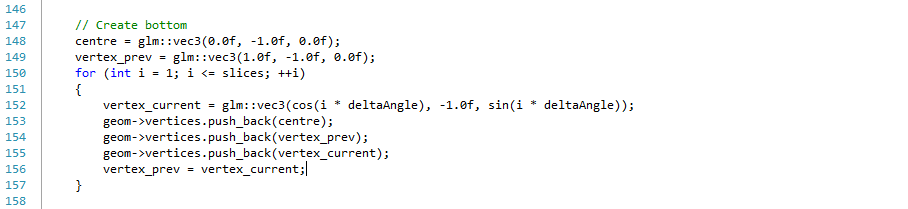 146
147 // Create bottom
148 centre = glm::vec3(0.0f, -1.0f, 0.0f);
149 vertex_prev = glm::vec3(1.0f, -1.0f, 0.0f);
150 for (int i = 1; i <= slices; ++i)
151 {
152 vertex_current = glm::vec3(cos(i * deltaAngle), -1.0f, sin(i * deltaAngle));
153 geom->vertices.push_back(centre);
154 geom->vertices.push_back(vertex_prev);
155 geom->vertices.push_back(vertex_current);
156 vertex_prev = vertex_current;
157 }
158